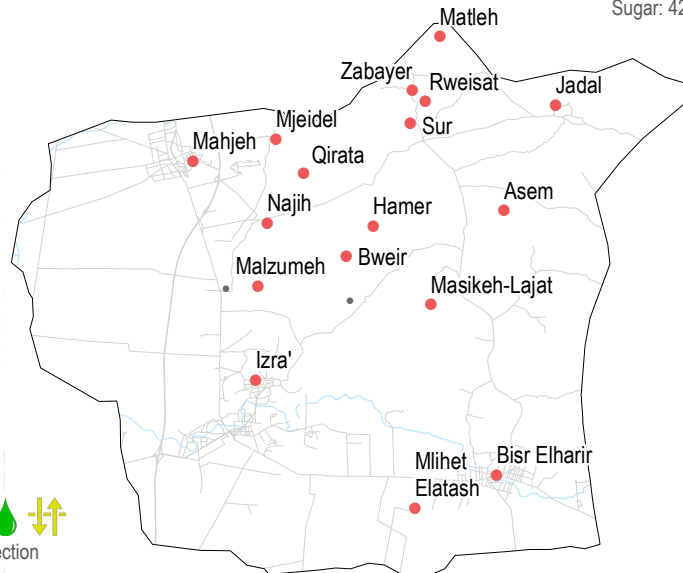 Sugar: 42
Matleh
Zabayer
Rweisat
Jadal
Mjeidel
Sur
Mahjeh
Qirata
Asem
Najih
Hamer
Bweir
Malzumeh
Masikeh-Lajat
Izra'
Mlihet
Elatash
Bisr Elharir
ection